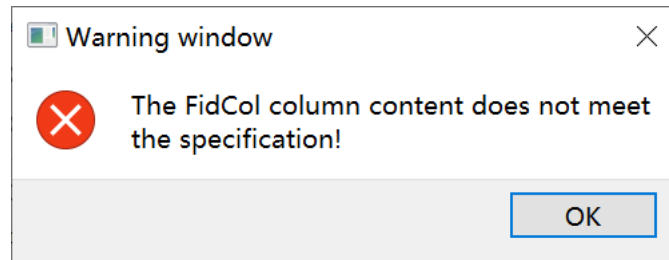 Warning window
The FidCol column content does not meet
the specification!
OK